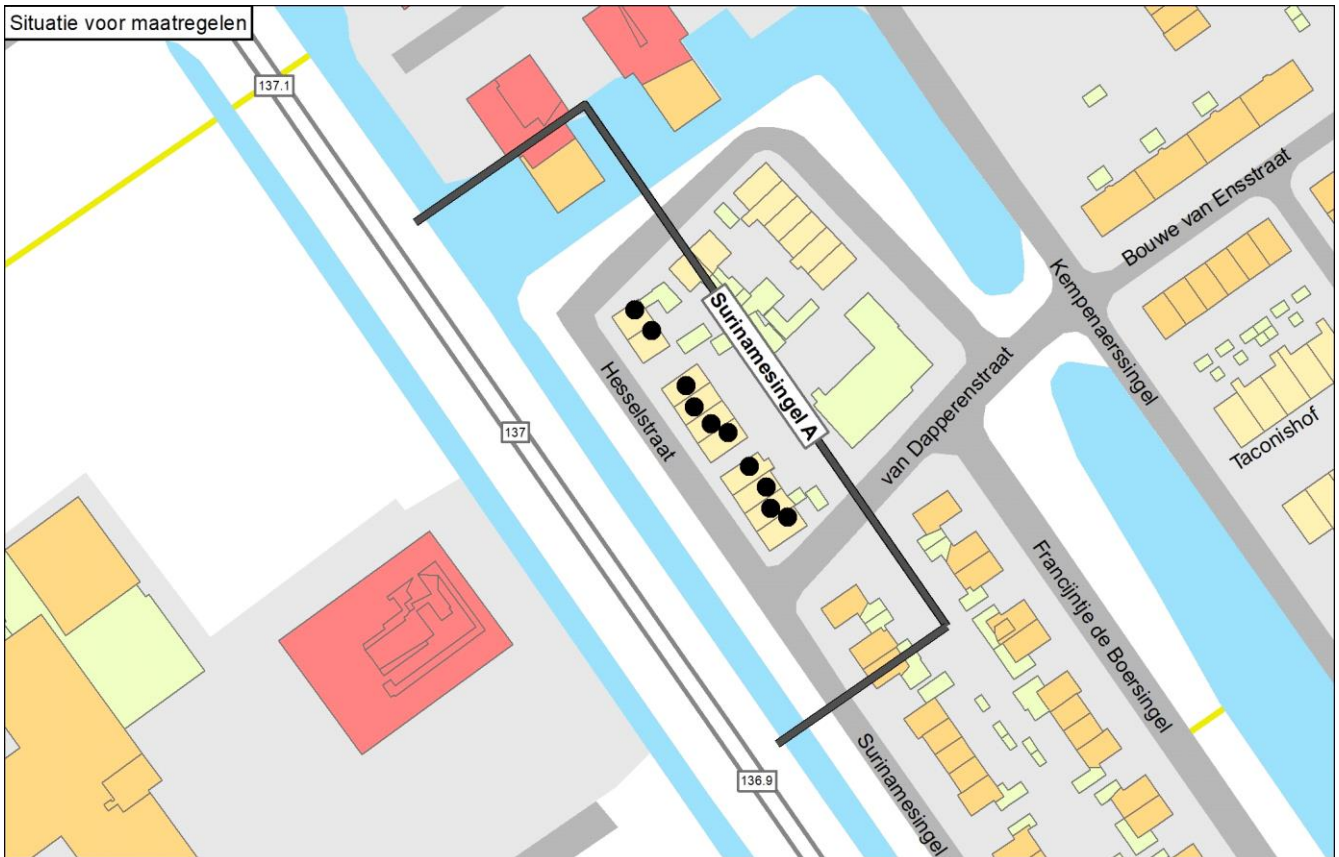 Situatie voor maatregelen
137.1
Bouwe van Ensstraat
Kempenaerssingel
Surinamesingel A
Hesselstraat
van Dapperenstraat
Taconishof
137
Francijntje de Boersingel
136.9
Surinamesingel